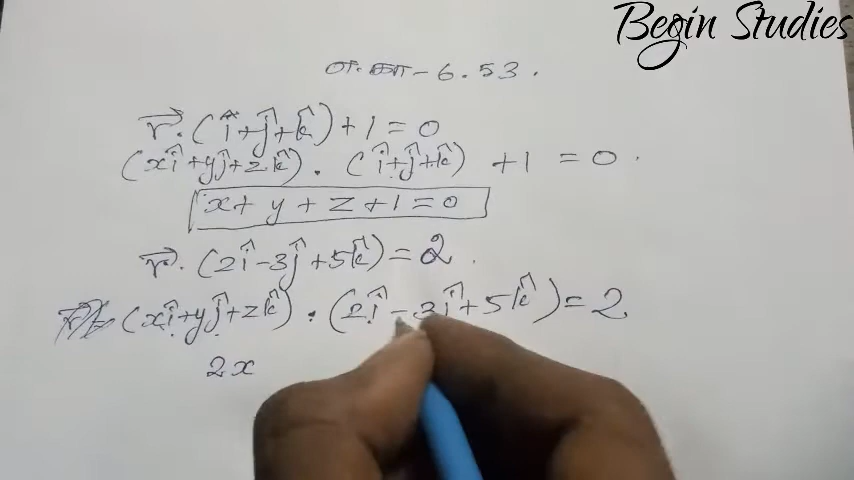 Begin Studies
எ.கா - 6.53.
r⃗.(î+ĵ+k̂)+1=0
(xî+yĵ+zk̂).(î+ĵ+k̂)+1=0.
x+y+z+1=0
r⃗.(2î-3ĵ+5k̂)=2.
(xî+yĵ+zk̂).(2î-3ĵ+5k̂)=2
2x